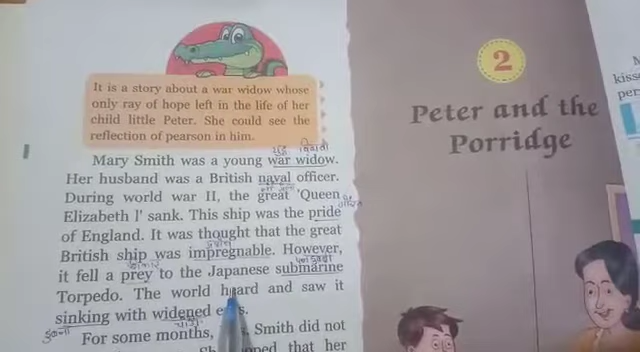 It is a story about a war widow whose
only ray of hope left in the life of her
child little Peter. She could see the
reflection of pearson in him.
Mary Smith was a young war widow.
Her husband was a British naval officer.
During world war II, the great 'Queen
Elizabeth I' sank. This ship was the pride
of England. It was thought that the great
British ship was impregnable. However,
it fell a prey to the Japanese submarine
Torpedo. The world heard and saw it
sinking with widened
For some months, Smith did not
that her
2
Peter and the
Porridge
kiss
per